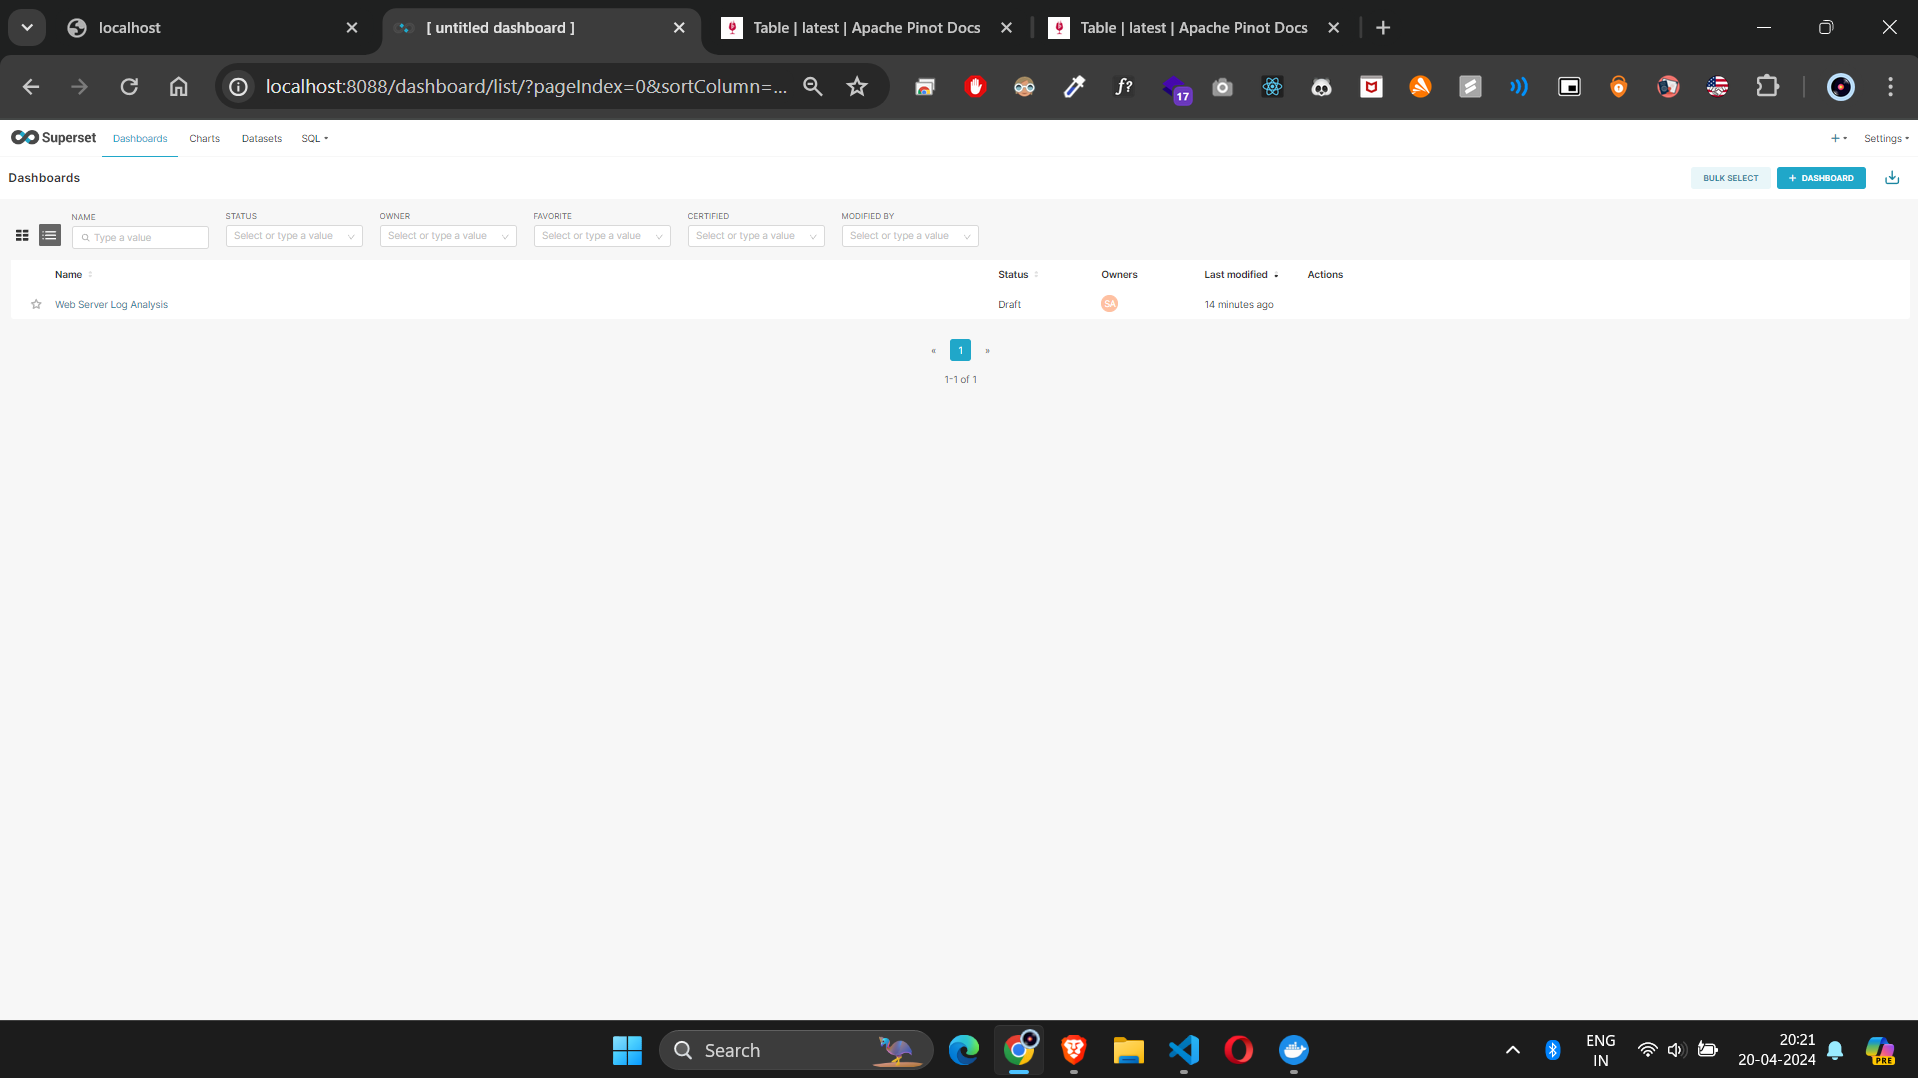 localhost
[ untitled dashboard ]
Table | latest | Apache Pinot Docs
Table | latest | Apache Pinot Docs
localhost:8088/dashboard/list/?pageIndex=0&sortColumn=...
f?
17
Superset
Dashboards
Charts
Datasets
SQL
+
Settings
Dashboards
BULK SELECT
+ DASHBOARD
NAME
STATUS
OWNER
FAVORITE
CERTIFIED
MODIFIED BY
Type a value
Select or type a value
Select or type a value
Select or type a value
Select or type a value
Select or type a value
Name
Status
Owners
Last modified
Actions
Web Server Log Analysis
Draft
SA
14 minutes ago
« 1 »
1-1 of 1
Search
ENG
IN
20:21
20-04-2024
PRE